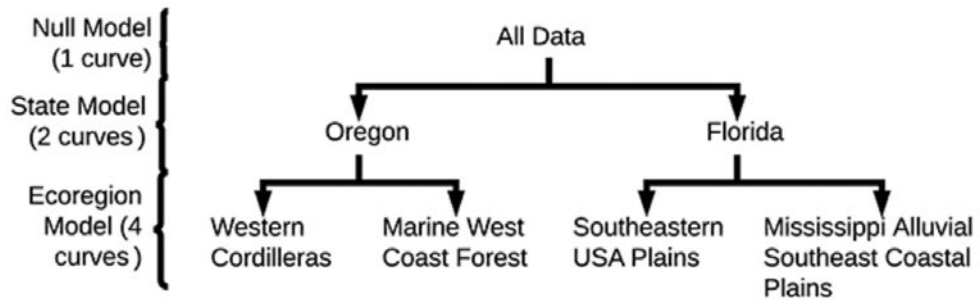 Null Model
(1 curve)
All Data
State Model
(2 curves )
Oregon
Florida
Ecoregion
Model (4
curves )
Western
Cordilleras
Marine West
Coast Forest
Southeastern
USA Plains
Mississippi Alluvial
Southeast Coastal
Plains